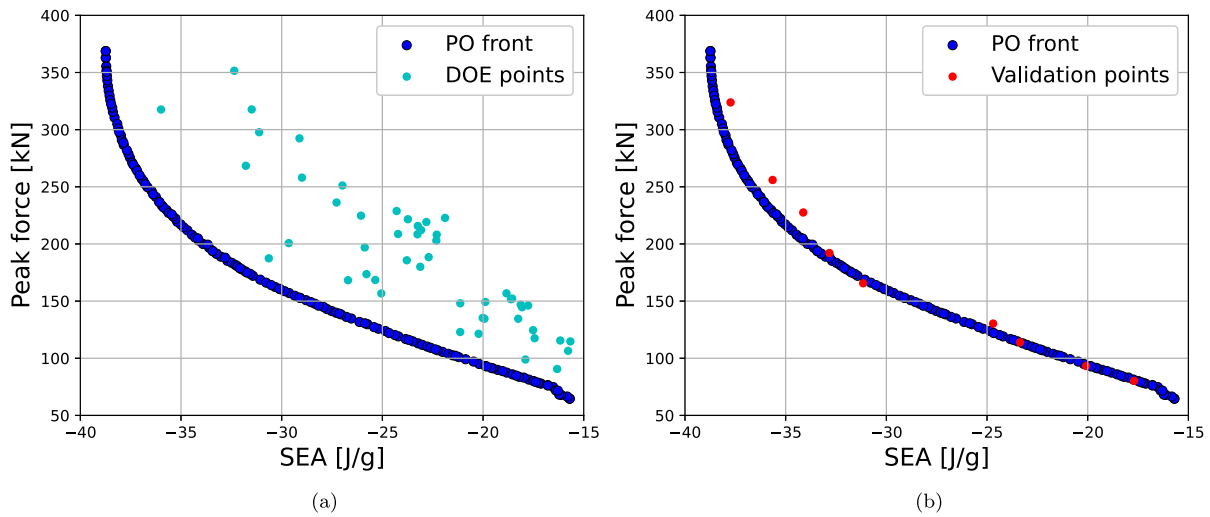 400
350
300
250
200
150
100
50
Peak force [kN]
−40
−35
−30
−25
−20
−15
SEA [J/g]
PO front
DOE points
(a)
400
350
300
250
200
150
100
50
Peak force [kN]
−40
−35
−30
−25
−20
−15
SEA [J/g]
PO front
Validation points
(b)